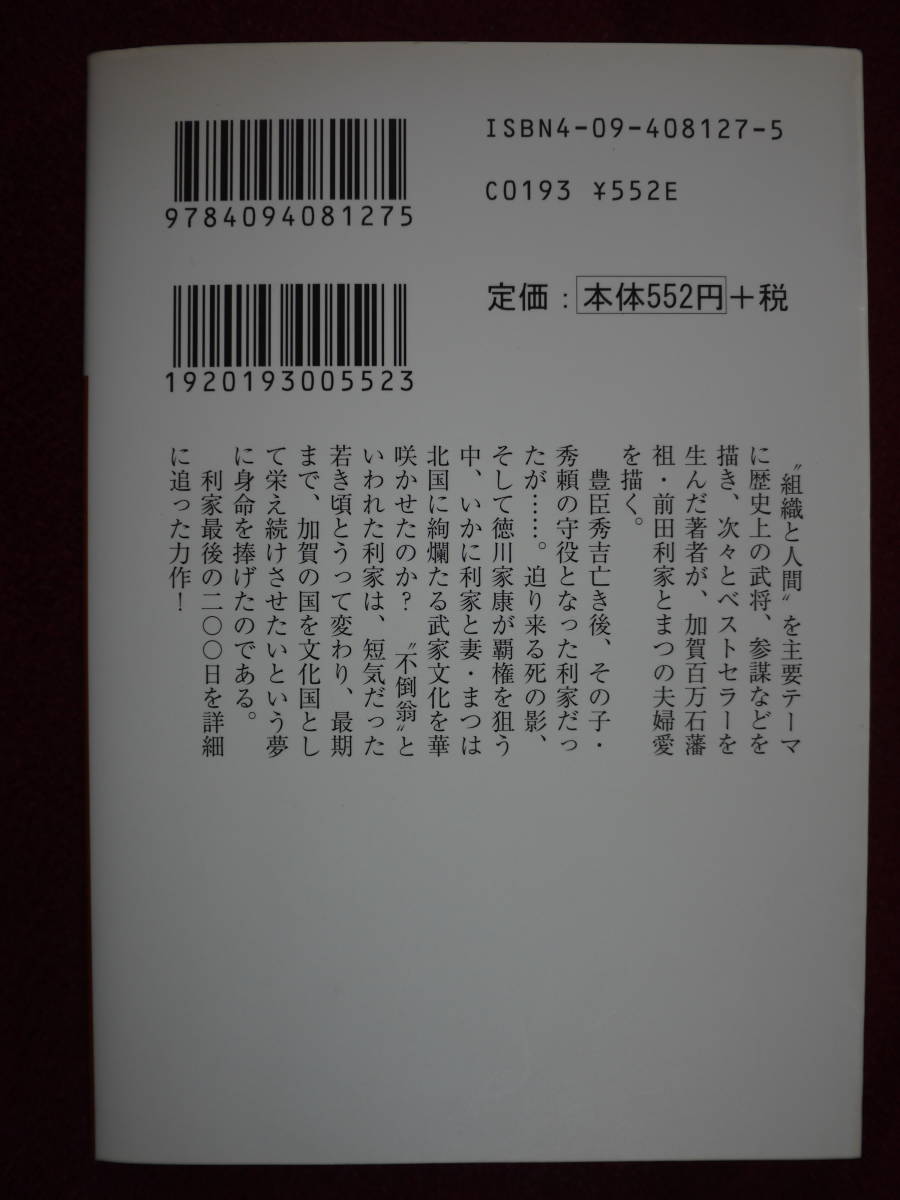 ISBN4-09-408127-5
9784094081275
C0193 ¥552E
定価：本体552円+税
1920193005523
〝組織と人間〟を主要テーマ
に歴史上の武将、参謀などを
描き、次々とベストセラーを
生んだ著者が、加賀百万石藩
祖・前田利家とまつの夫婦愛
を描く。
豊臣秀吉亡き後、その子・
秀頼の守役となった利家だっ
たが……。迫り来る死の影、
そして徳川家康が覇権を狙う
中、いかに利家と妻・まつは
北国に絢爛たる武家文化を華
咲かせたのか？ 〝不倒翁〟と
いわれた利家は、短気だった
若き頃とうって変わり、最期
まで、加賀の国を文化国とし
て栄え続けさせたいという夢
に身命を捧げたのである。
利家最後の二〇〇日を詳細
に追った力作！